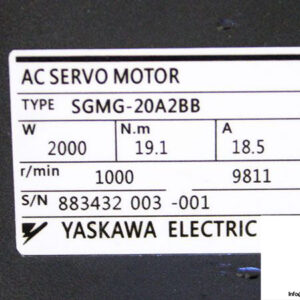 AC SERVO MOTOR
TYPE SGMG-20A2BB
W N.m A
2000 19.1 18.5
r/min 1000 9811
S/N 883432 003 -001
YASKAWA ELECTRIC